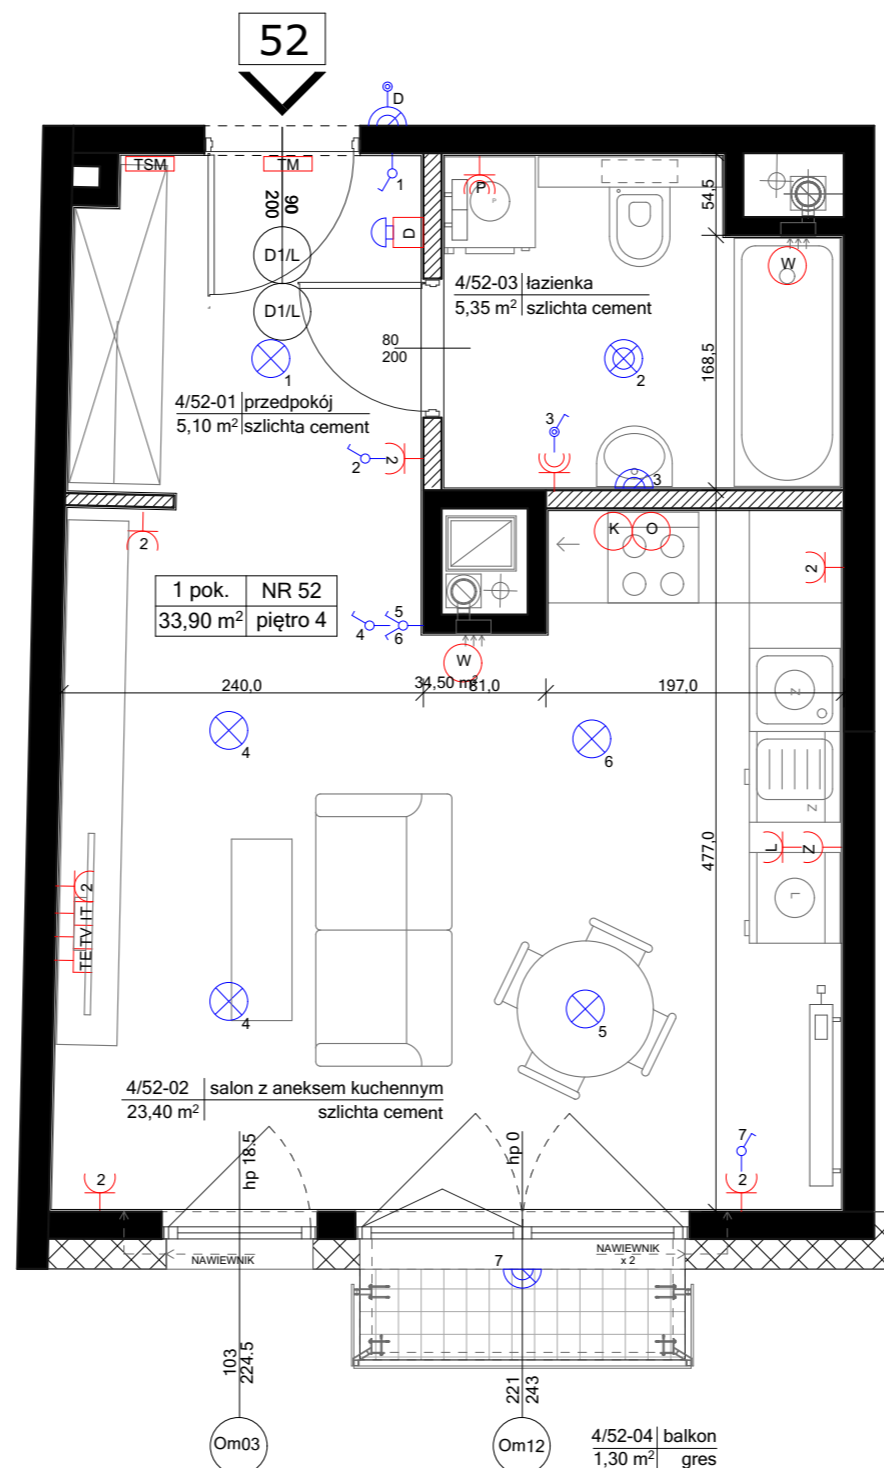 52
D
TSM
TM
1
90
200
D
P
54,5
W
D1/L
D1/L
4/52-03 łazienka
5,35 m² szlichta cement
80
200
1
2
168,5
4/52-01 przedpokój
5,10 m² szlichta cement
3
2
2
3
2
K
O
2
1 pok. NR 52
33,90 m² piętro 4
4
5
6
W
34,50 m²
240,0
81,0
197,0
Z
4
6
Z
477,0
L
Z
2
L
TE TV IT
4
5
4/52-02 salon z aneksem kuchennym
23,40 m² szlichta cement
hp 18.5
hp 0
7
2
2
NAWIEWNIK
NAWIEWNIK
x 2
7
103
224.5
221
243
Om03
Om12
4/52-04 balkon
1,30 m² gres